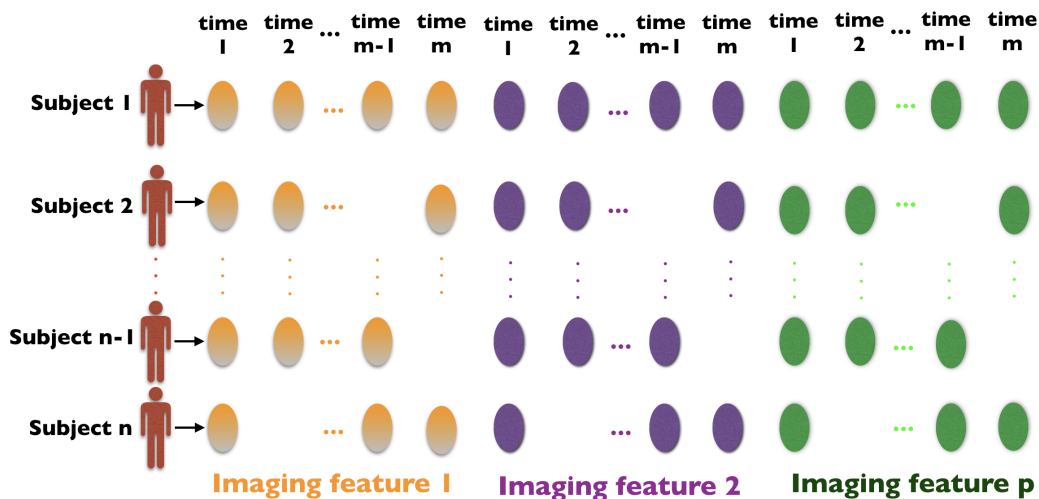 time time ... time time time time ... time time time time ... time time
1 2 m-1 m 1 2 m-1 m 1 2 m-1 m
Subject 1 ... ... ...
Subject 2 ... ... ...
Subject n-1 ... ... ...
Subject n ... ... ...
Imaging feature 1 Imaging feature 2 Imaging feature p